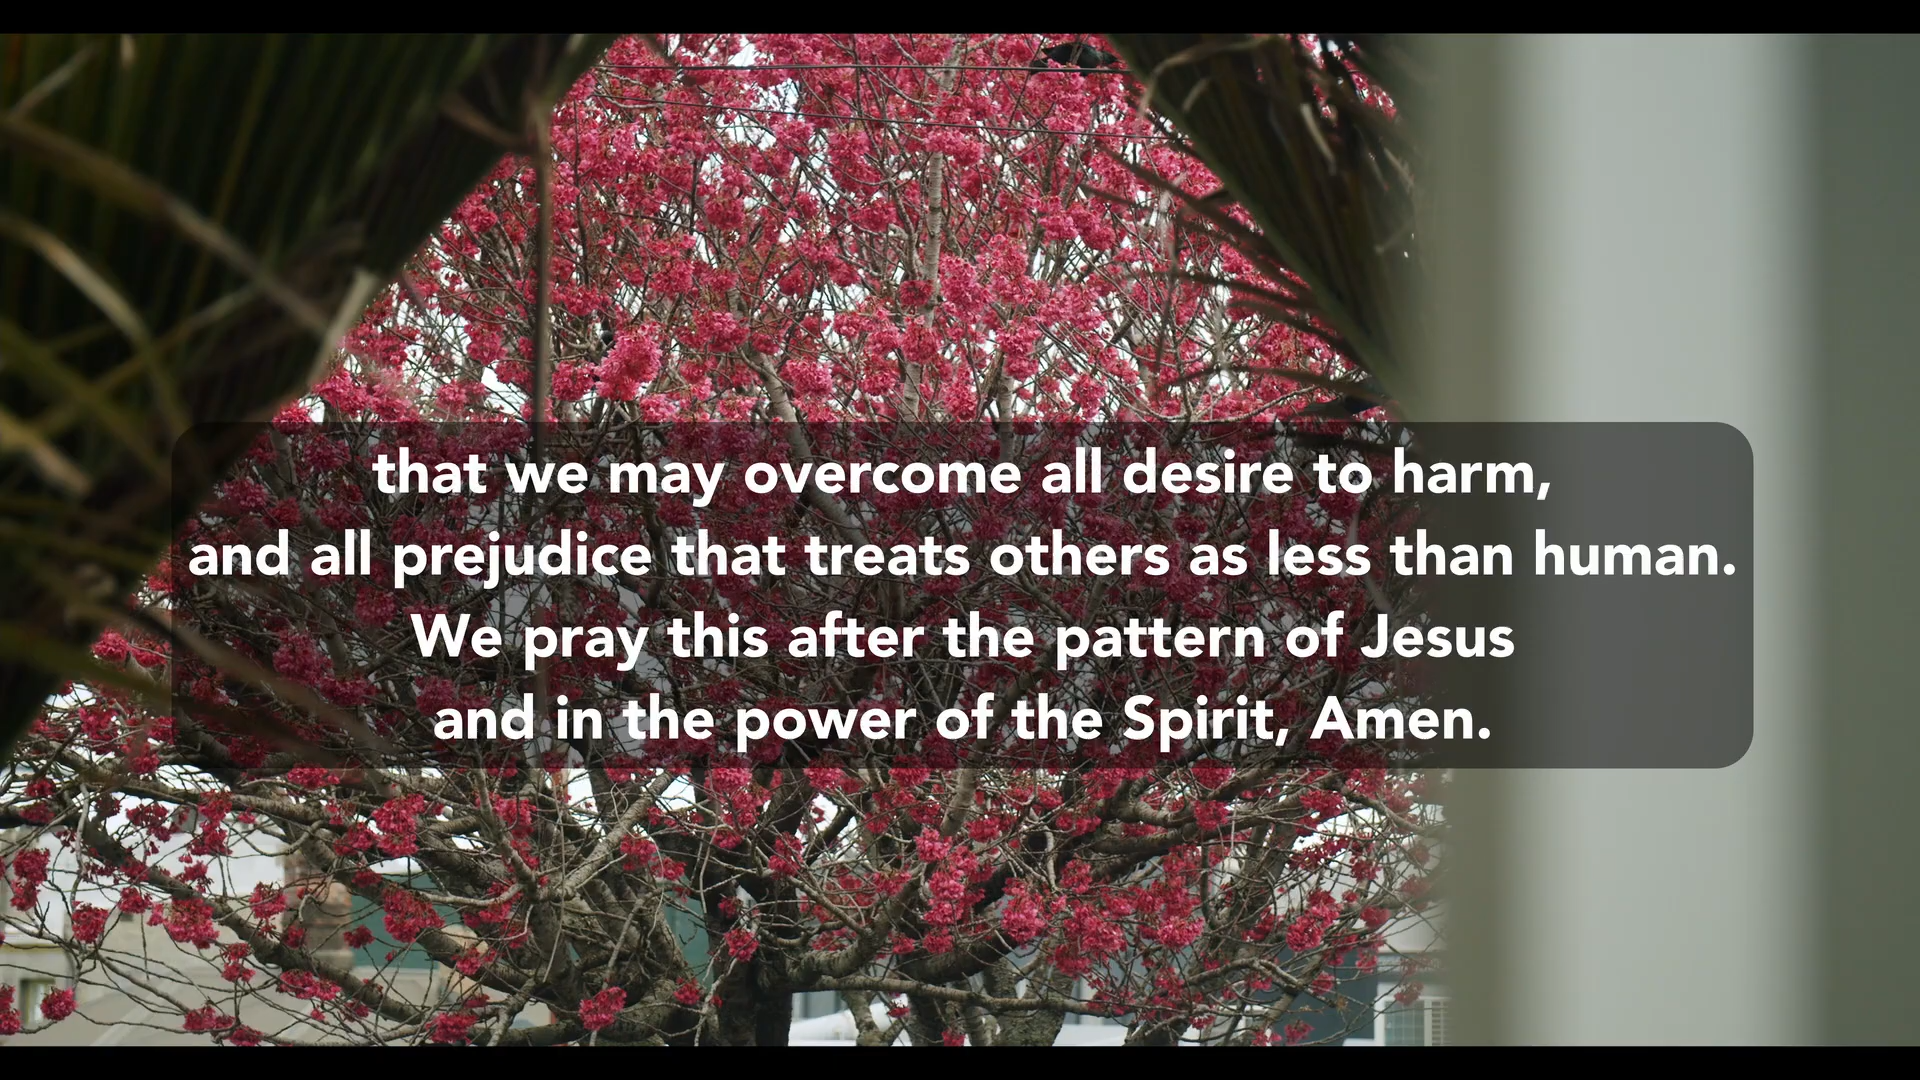 that we may overcome all desire to harm,
and all prejudice that treats others as less than human.
We pray this after the pattern of Jesus
and in the power of the Spirit, Amen.